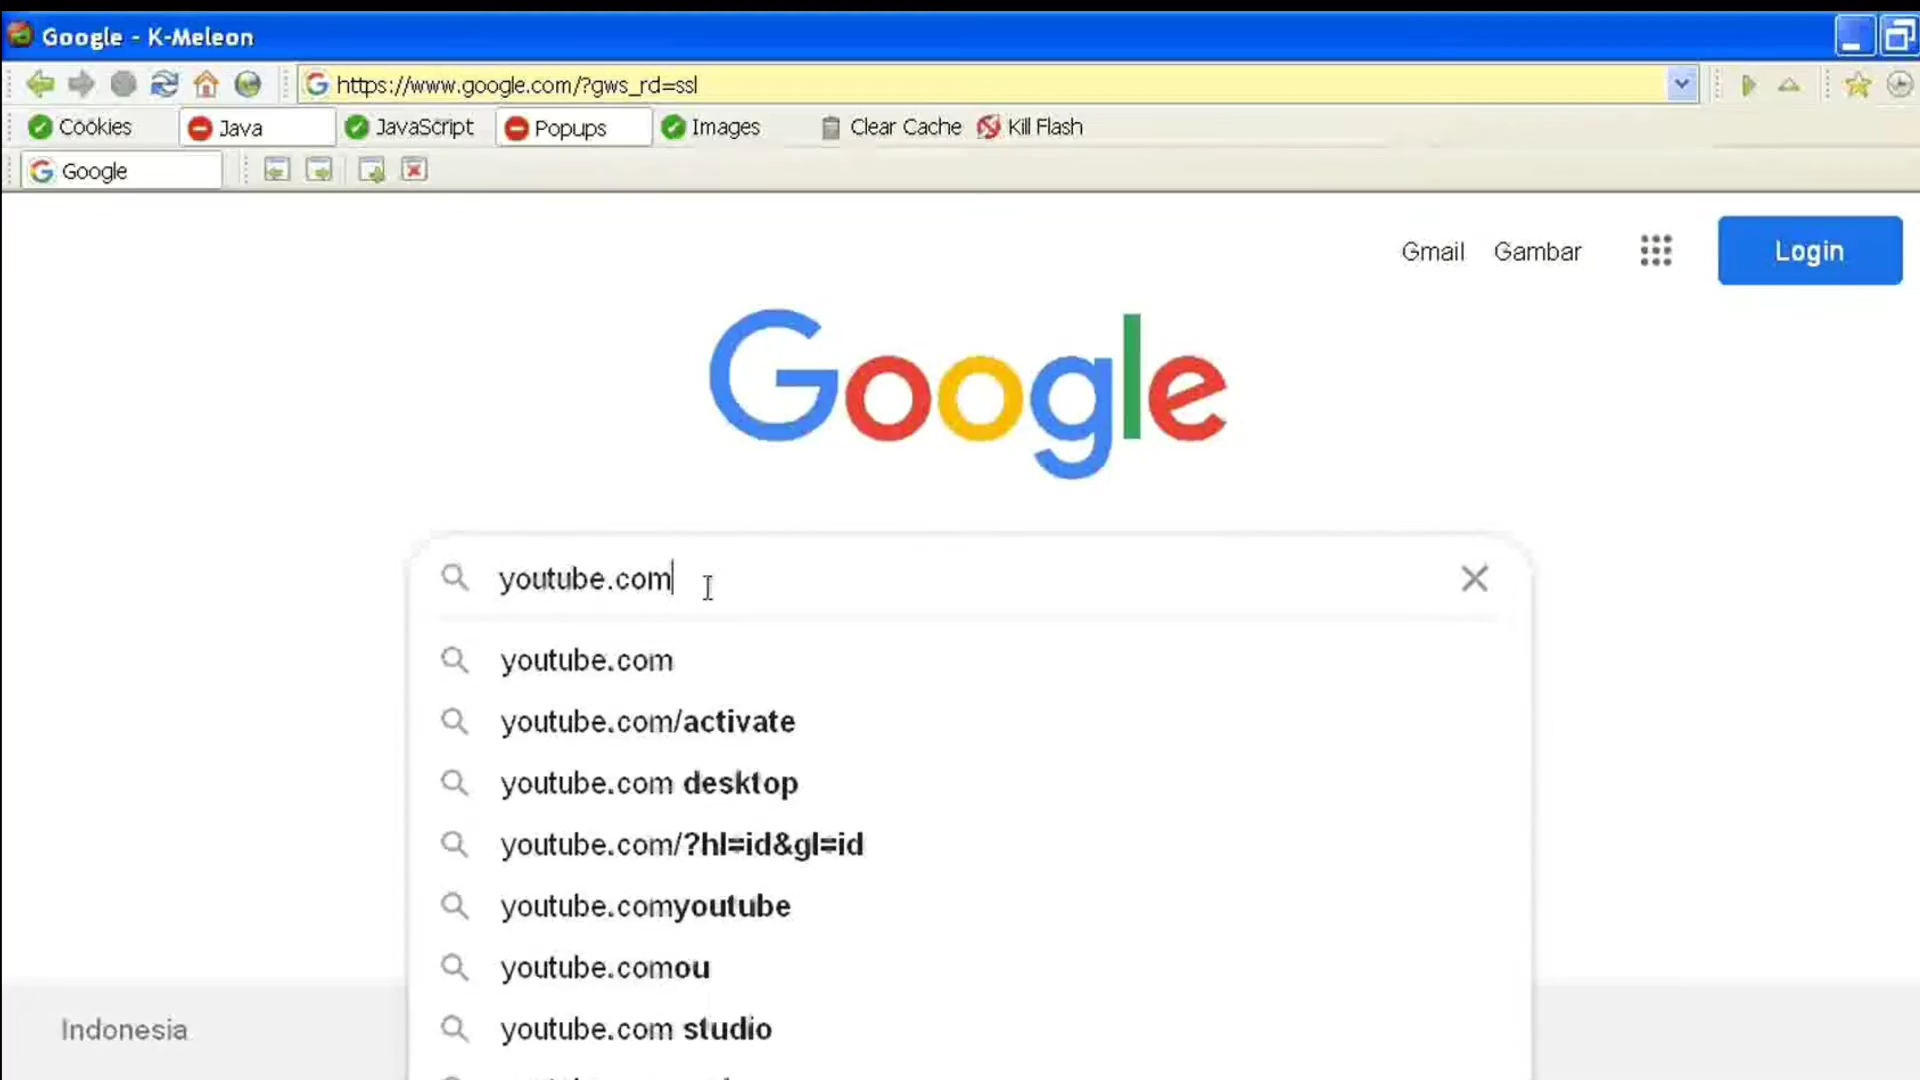 Google - K-Meleon
https://www.google.com/?gws_rd=ssl
Cookies Java JavaScript Popups Images Clear Cache Kill Flash
Google
Gmail Gambar Login
Google
youtube.com
youtube.com
youtube.com/activate
youtube.com desktop
youtube.com/?hl=id&gl=id
youtube.comyoutube
youtube.comou
youtube.com studio
Indonesia